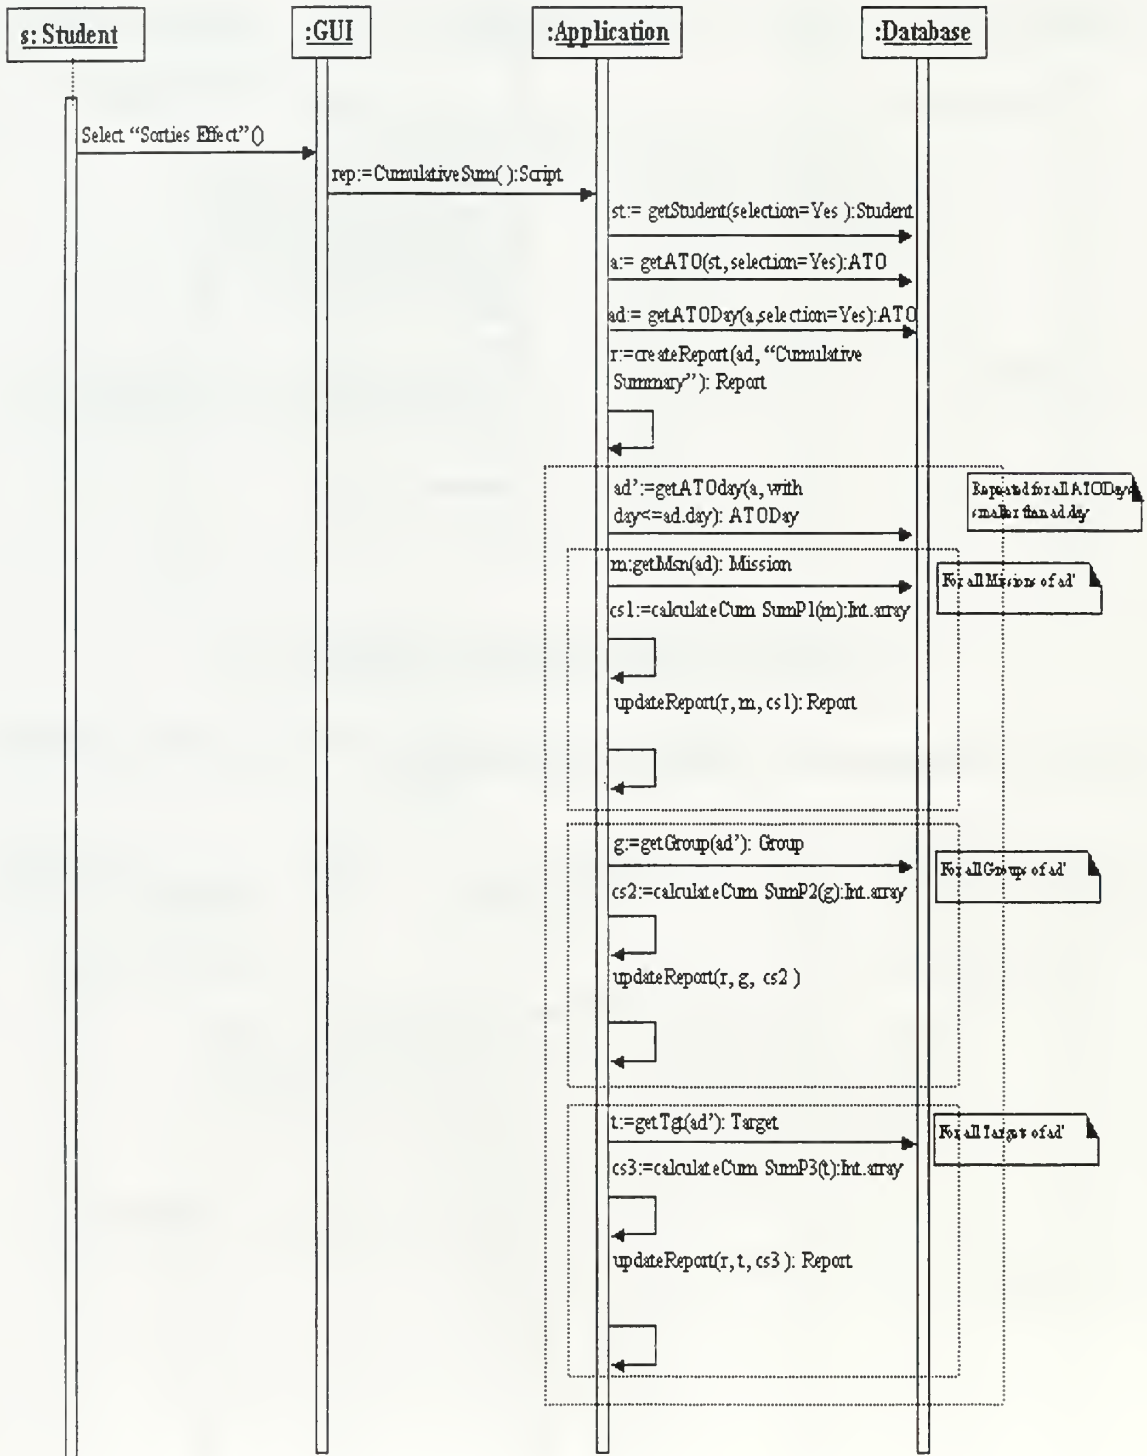 s: Student
:GUI
:Application
:Database
Select “Sorties Effect”()
rep:=CumulativeSum( ):Script
st:= getStudent(selection=Yes ):Student
a:= getATO(st, selection=Yes):ATO
ad:= getATODay(a,selection=Yes):ATO
r:=createReport(ad, “Cumulative
Summary”): Report
ad’:=getATOday(a, with
day<=ad.day): ATODay
Repeated for all ATODays
smaller than ad.day
m:getMsn(ad): Mission
For all Missions of ad'
cs1:=calculateCum SumP1(m):Int.array
updateReport(r, m, cs1): Report
g:=getGroup(ad’): Group
For all Groups of ad'
cs2:=calculateCum SumP2(g):Int.array
updateReport(r, g, cs2 )
t:=getTgt(ad’): Target
For all Targets of ad'
cs3:=calculateCum SumP3(t):Int.array
updateReport(r, t, cs3 ): Report